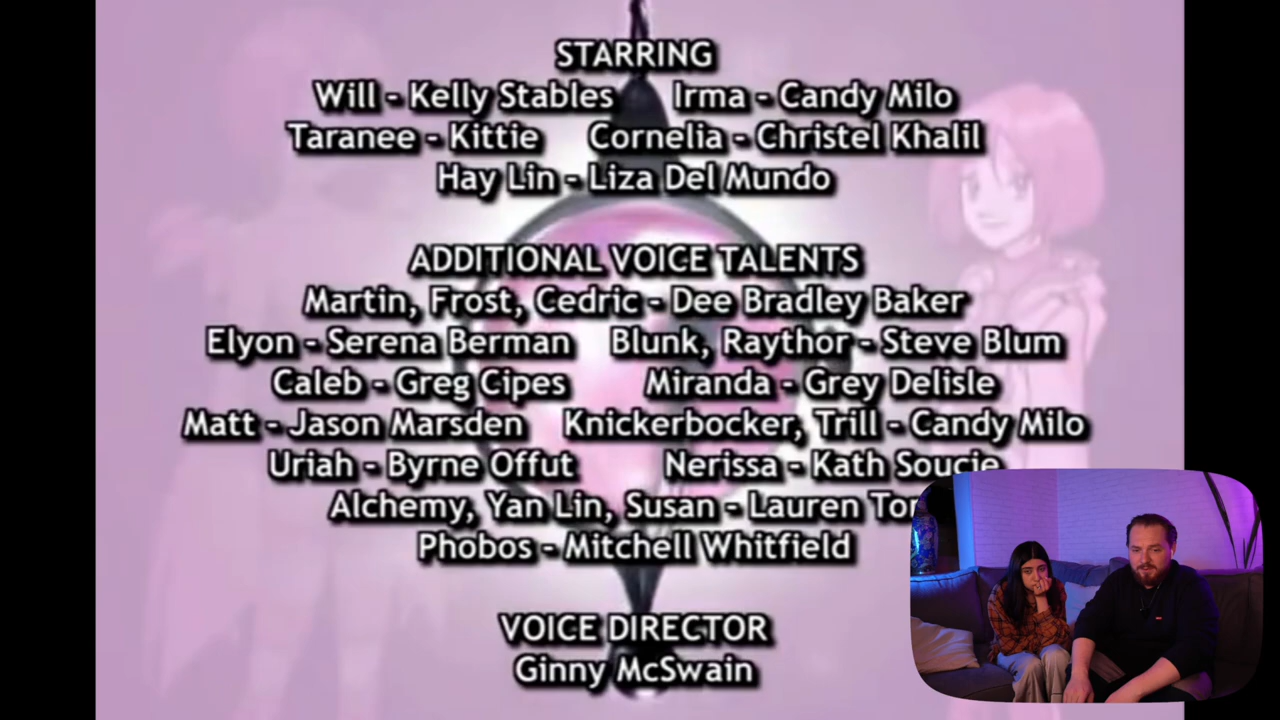 STARRING
Will - Kelly Stables Irma - Candy Milo
Taranee - Kittie Cornelia - Christel Khalil
Hay Lin - Liza Del Mundo
ADDITIONAL VOICE TALENTS
Martin, Frost, Cedric - Dee Bradley Baker
Elyon - Serena Berman Blunk, Raythor - Steve Blum
Caleb - Greg Cipes Miranda - Grey Delisle
Matt - Jason Marsden Knickerbocker, Trill - Candy Milo
Uriah - Byrne Offut Nerissa - Kath Soucie
Alchemy, Yan Lin, Susan - Lauren
Phobos - Mitchell Whitfield
VOICE DIRECTOR
Ginny McSwain